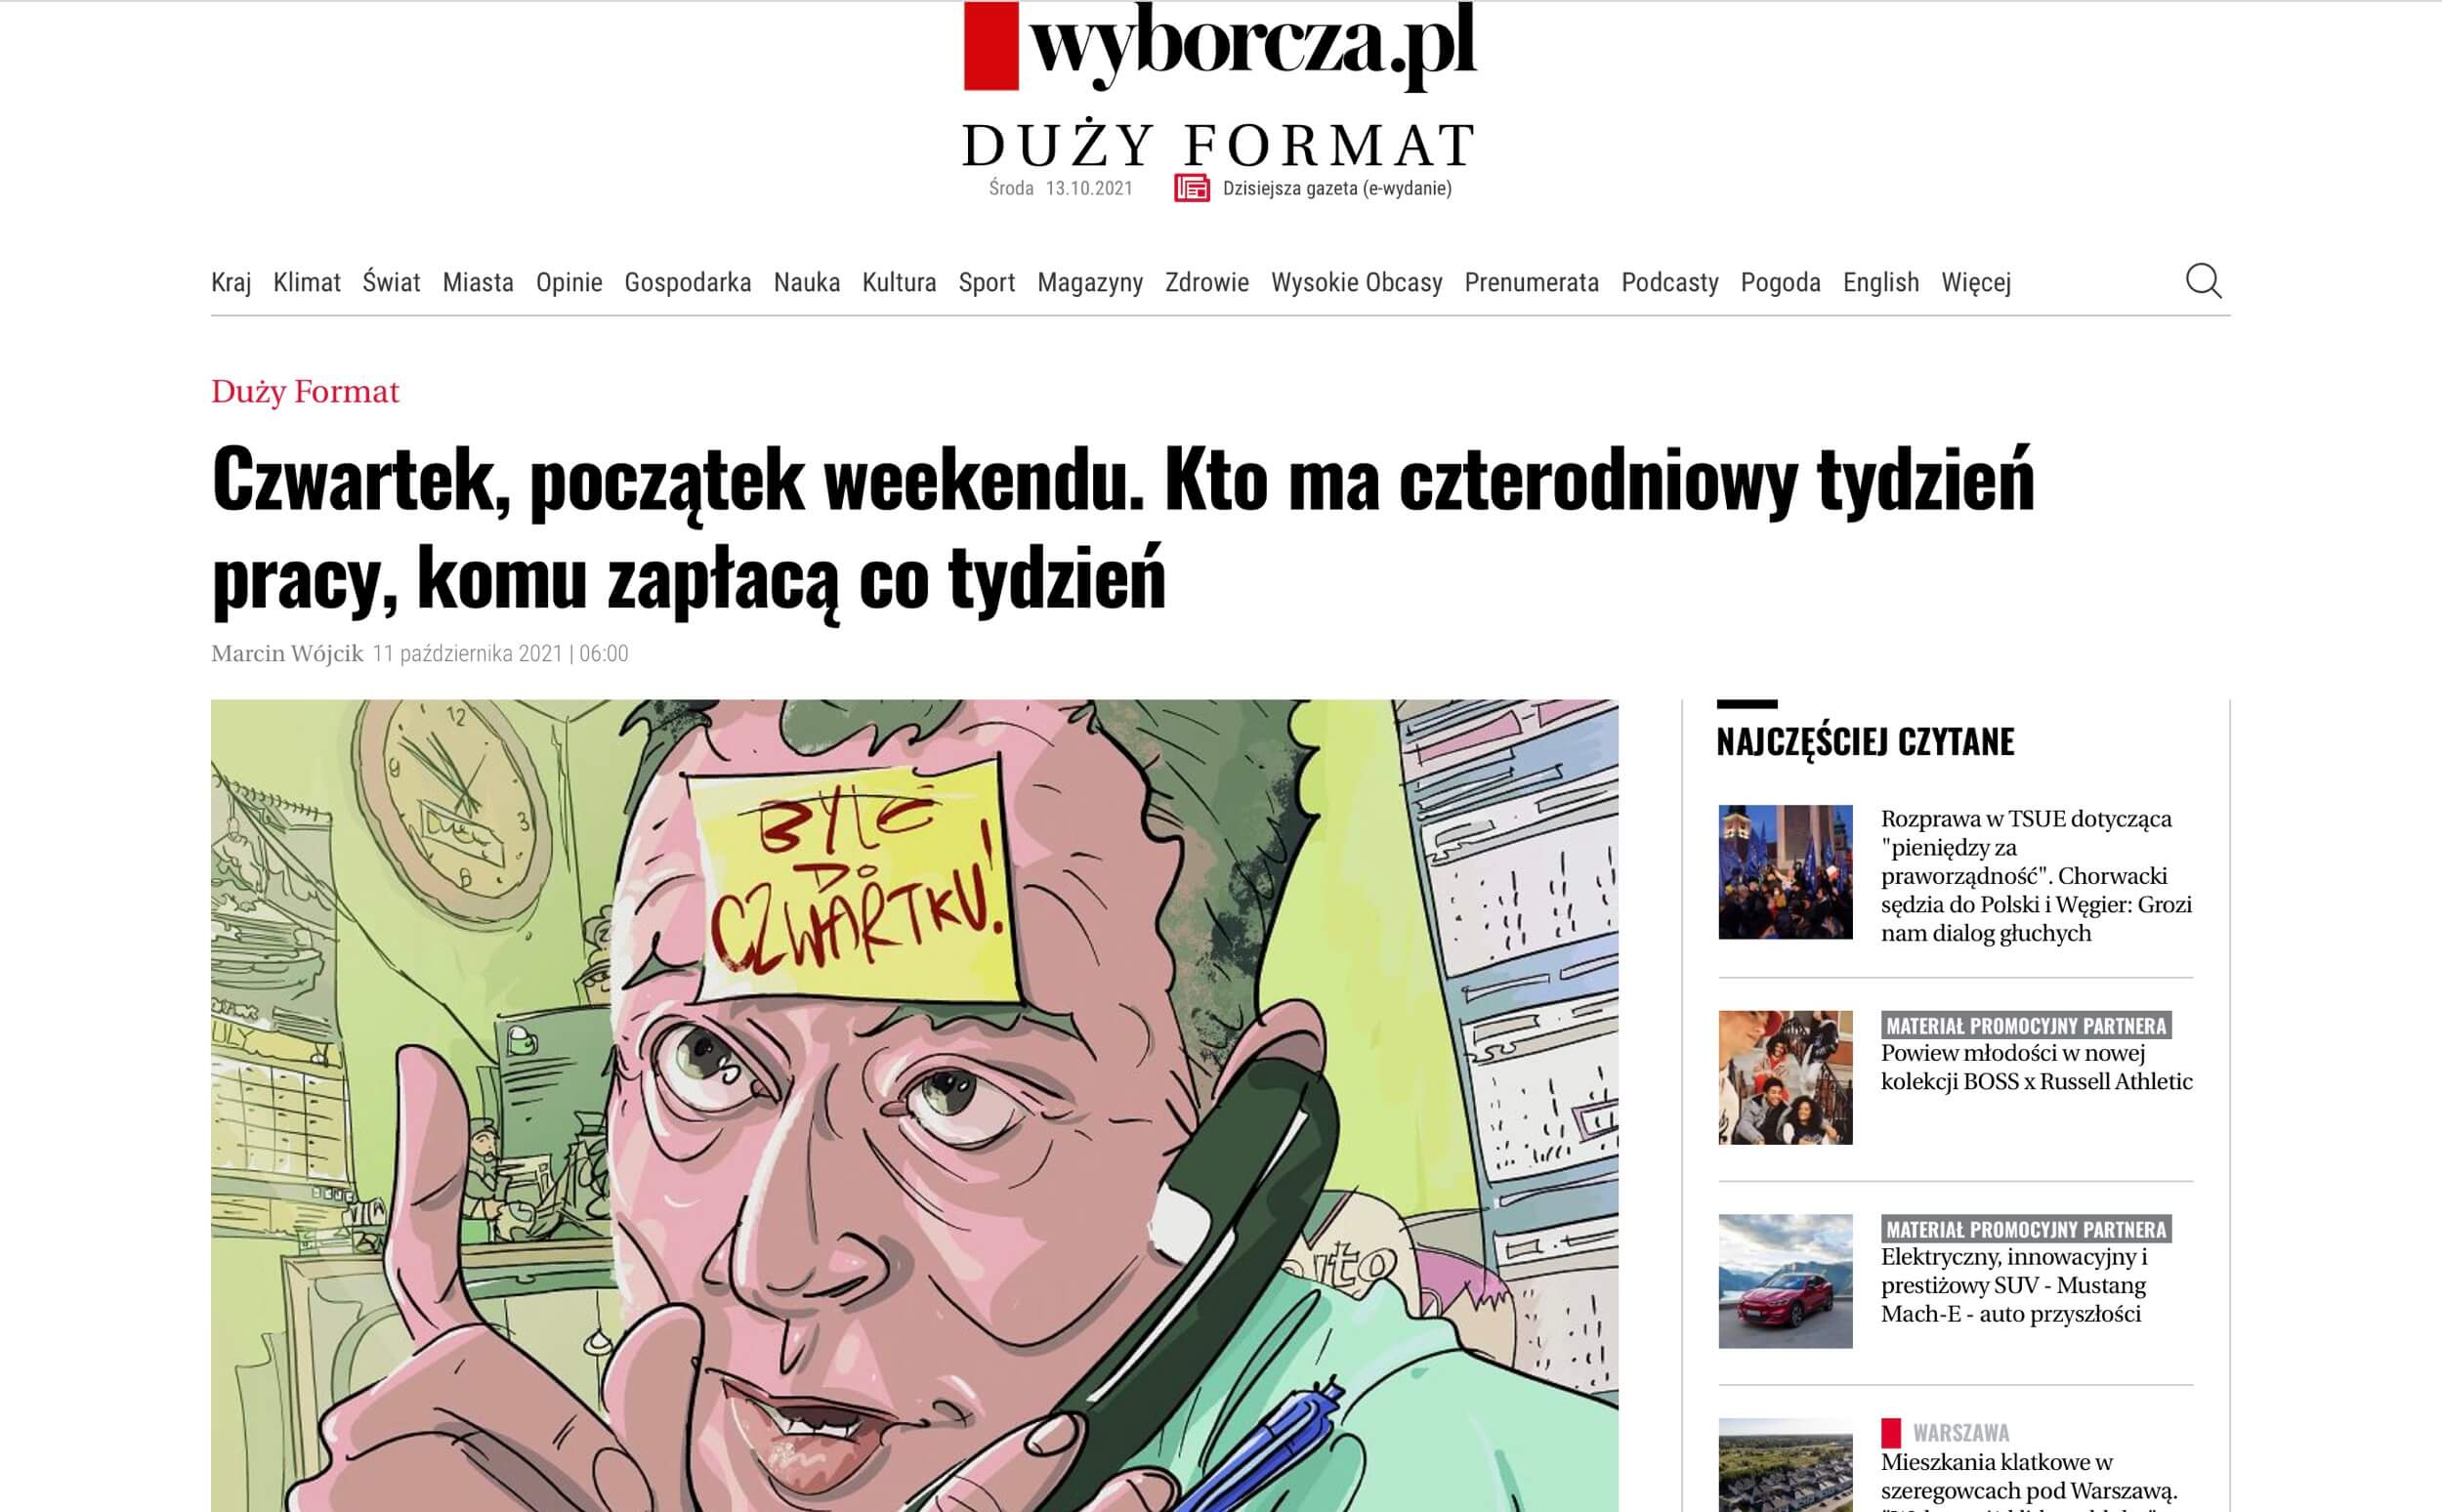 wyborcza.pl
DUŻY FORMAT
Środa 13.10.2021 Dzisiejsza gazeta (e-wydanie)
Kraj Klimat Świat Miasta Opinie Gospodarka Nauka Kultura Sport Magazyny Zdrowie Wysokie Obcasy Prenumerata Podcasty Pogoda English Więcej
Duży Format
Czwartek, początek weekendu. Kto ma czterodniowy tydzień
pracy, komu zapłacą co tydzień
Marcin Wójcik 11 października 2021 | 06:00
12
9
3
6
BYLE
DO
CZWARTKU!
NAJCZĘŚCIEJ CZYTANE
Rozprawa w TSUE dotycząca
"pieniędzy za
praworządność". Chorwacki
sędzia do Polski i Węgier: Grozi
nam dialog głuchych
MATERIAŁ PROMOCYJNY PARTNERA
Powiew młodości w nowej
kolekcji BOSS x Russell Athletic
MATERIAŁ PROMOCYJNY PARTNERA
Elektryczny, innowacyjny i
prestiżowy SUV - Mustang
Mach-E - auto przyszłości
WARSZAWA
Mieszkania klatkowe w
szeregowcach pod Warszawą.